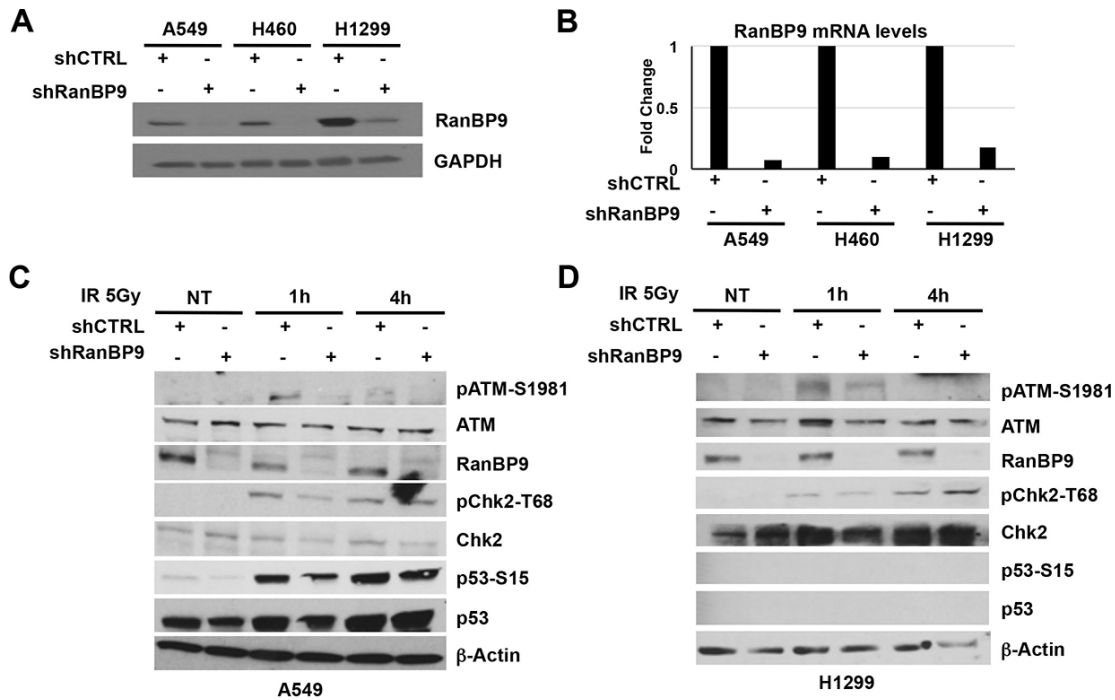 A
A549 H460 H1299
shCTRL + - + - + -
shRanBP9 - + - + - +
RanBP9
GAPDH
B
RanBP9 mRNA levels
Fold Change
1
0.5
0
shCTRL + - + - + -
shRanBP9 - + - + - +
A549 H460 H1299
C
IR 5Gy NT 1h 4h
shCTRL + - + - + -
shRanBP9 - + - + - +
pATM-S1981
ATM
RanBP9
pChk2-T68
Chk2
p53-S15
p53
β-Actin
A549
D
IR 5Gy NT 1h 4h
shCTRL + - + - + -
shRanBP9 - + - + - +
pATM-S1981
ATM
RanBP9
pChk2-T68
Chk2
p53-S15
p53
β-Actin
H1299